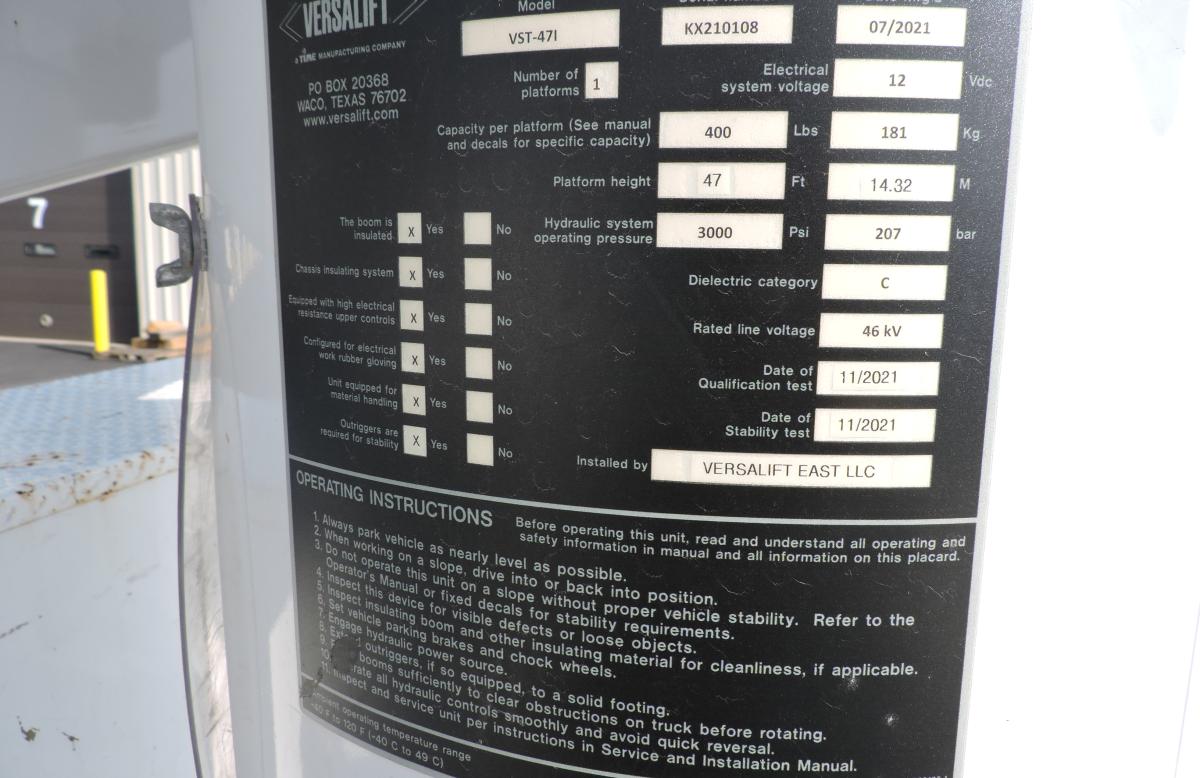 VERSALIFT
Model
VST-47I
KX210108
07/2021
a TIME MANUFACTURING COMPANY
PO BOX 20368
WACO, TEXAS 76702
www.versalift.com
Number of
platforms
1
Electrical
system voltage
12
Vdc
Capacity per platform (See manual
and decals for specific capacity)
400
Lbs
181
Kg
Platform height
47
Ft
14.32
M
Hydraulic system
operating pressure
3000
Psi
207
bar
The boom is
insulated
X Yes No
Chassis insulating system
X Yes No
Equipped with high electrical
resistance upper controls
X Yes No
Configured for electrical
work rubber gloving
X Yes No
Unit equipped for
material handling
X Yes No
Outriggers are
required for stability
X Yes No
Dielectric category
C
Rated line voltage
46 kV
Date of
Qualification test
11/2021
Date of
Stability test
11/2021
Installed by
VERSALIFT EAST LLC
OPERATING INSTRUCTIONS
Before operating this unit, read and understand all operating and
safety information in manual and all information on this placard.
1. Always park vehicle as nearly level as possible.
2. When working on a slope, drive into or back into position.
3. Do not operate this unit on a slope without proper vehicle stability. Refer to the
Operator's Manual or fixed decals for stability requirements.
4. Inspect this device for visible defects or loose objects.
5. Inspect insulating boom and other insulating material for cleanliness, if applicable.
6. Set vehicle parking brakes and chock wheels.
7. Engage hydraulic power source.
8. outriggers, if so equipped, to a solid footing.
9. booms sufficiently to clear obstructions on truck before rotating.
10. all hydraulic controls smoothly and avoid quick reversal.
11. Inspect and service unit per instructions in Service and Installation Manual.
Ambient operating temperature range
-40 F to 120 F (-40 C to 49 C)
7